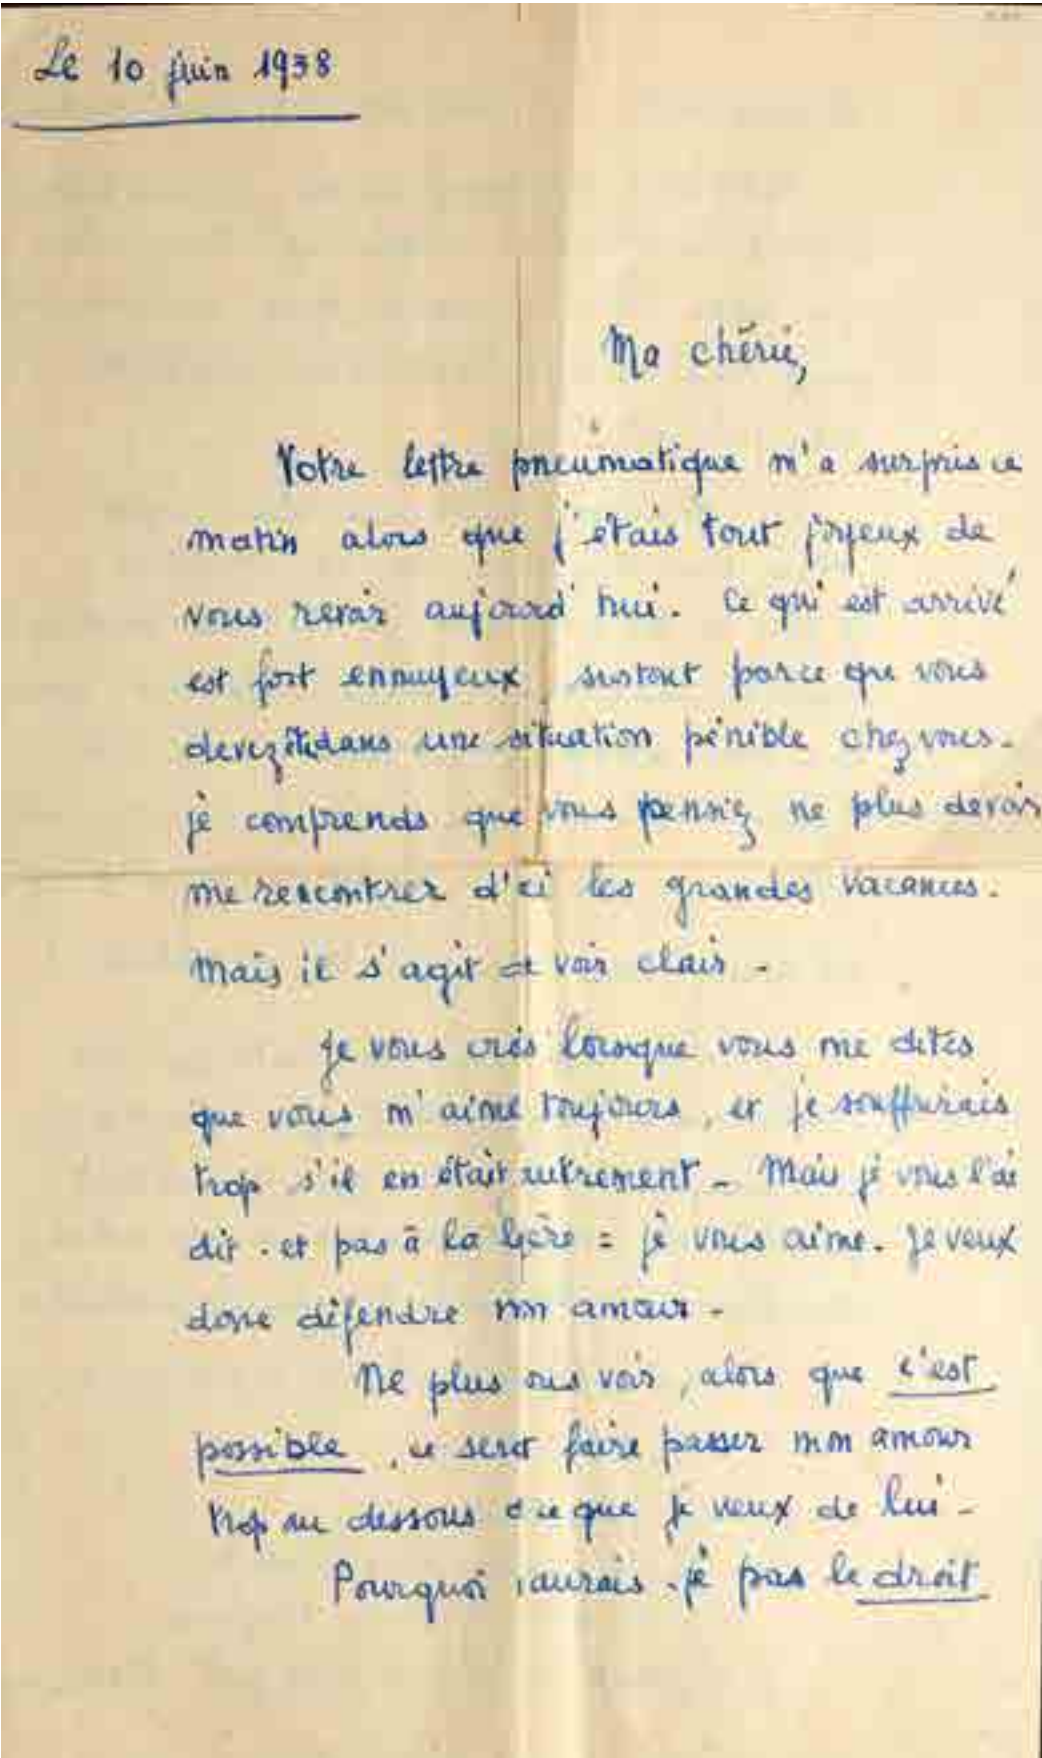 Le 10 juin 1938
Ma chérie,
Votre lettre pneumatique m'a surpris ce
matin alors que j'étais tout joyeux de
vous revoir aujourd'hui. Ce qui est arrivé
est fort ennuyeux, surtout parce que vous
devez être dans une situation pénible chez vous.
je comprends que vous pensiez ne plus devoir
me rencontrer d'ici les grandes vacances.
Mais il s'agit de voir clair -
Je vous crois lorsque vous me dites
que vous m'aimé toujours, et je souffrirais
trop s'il en était autrement - Mais je vous l'ai
dit - et pas à la légère = je vous aime. Je veux
donc défendre mon amour -
Ne plus nous voir, alors que c'est
possible, ce serait faire passer mon amour
trop au dessous de ce que je veux de lui -
Pourquoi n'aurais-je pas le droit